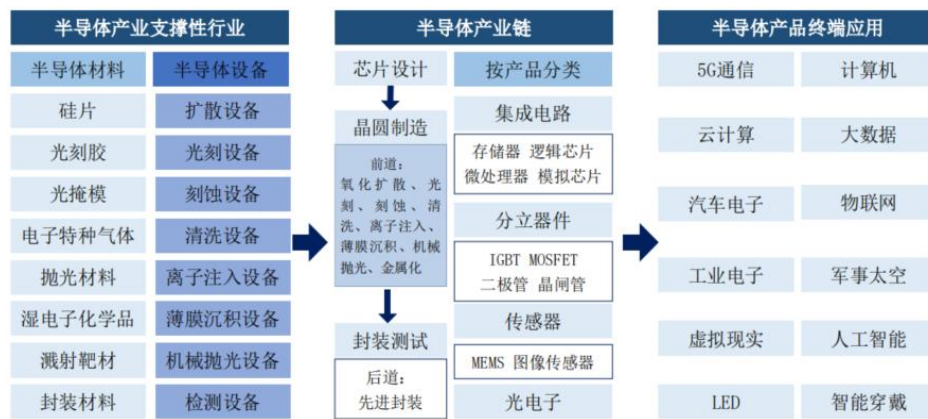 半导体产业支撑性行业
半导体材料
半导体设备
硅片
扩散设备
光刻胶
光刻设备
光掩模
刻蚀设备
电子特种气体
清洗设备
抛光材料
离子注入设备
湿电子化学品
薄膜沉积设备
溅射靶材
机械抛光设备
封装材料
检测设备
半导体产业链
芯片设计
晶圆制造
前道:
氧化扩散、光
刻、刻蚀、清
洗、离子注入、
薄膜沉积、机械
抛光、金属化
封装测试
后道:
先进封装
按产品分类
集成电路
存储器 逻辑芯片
微处理器 模拟芯片
分立器件
IGBT MOSFET
二极管 晶闸管
传感器
MEMS 图像传感器
光电子
半导体产品终端应用
5G通信
计算机
云计算
大数据
汽车电子
物联网
工业电子
军事太空
虚拟现实
人工智能
LED
智能穿戴